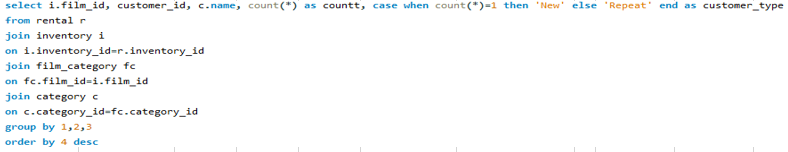 select i.film_id, customer_id, c.name, count(*) as countt, case when count(*)=1 then 'New' else 'Repeat' end as customer_type
from rental r
join inventory i
on i.inventory_id=r.inventory_id
join film_category fc
on fc.film_id=i.film_id
join category c
on c.category_id=fc.category_id
group by 1,2,3
order by 4 desc